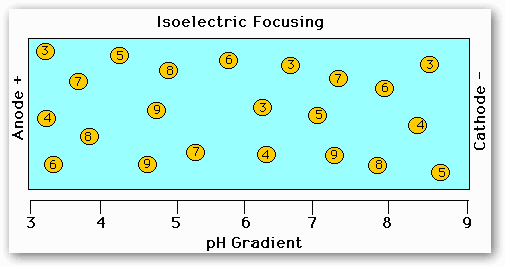 Isoelectric Focusing
3 5 8 6 3 7 6 3
7
4 8 9 3 5 4
6 9 7 4 9 8 5
Anode +
Cathode -
3 4 5 6 7 8 9
pH Gradient